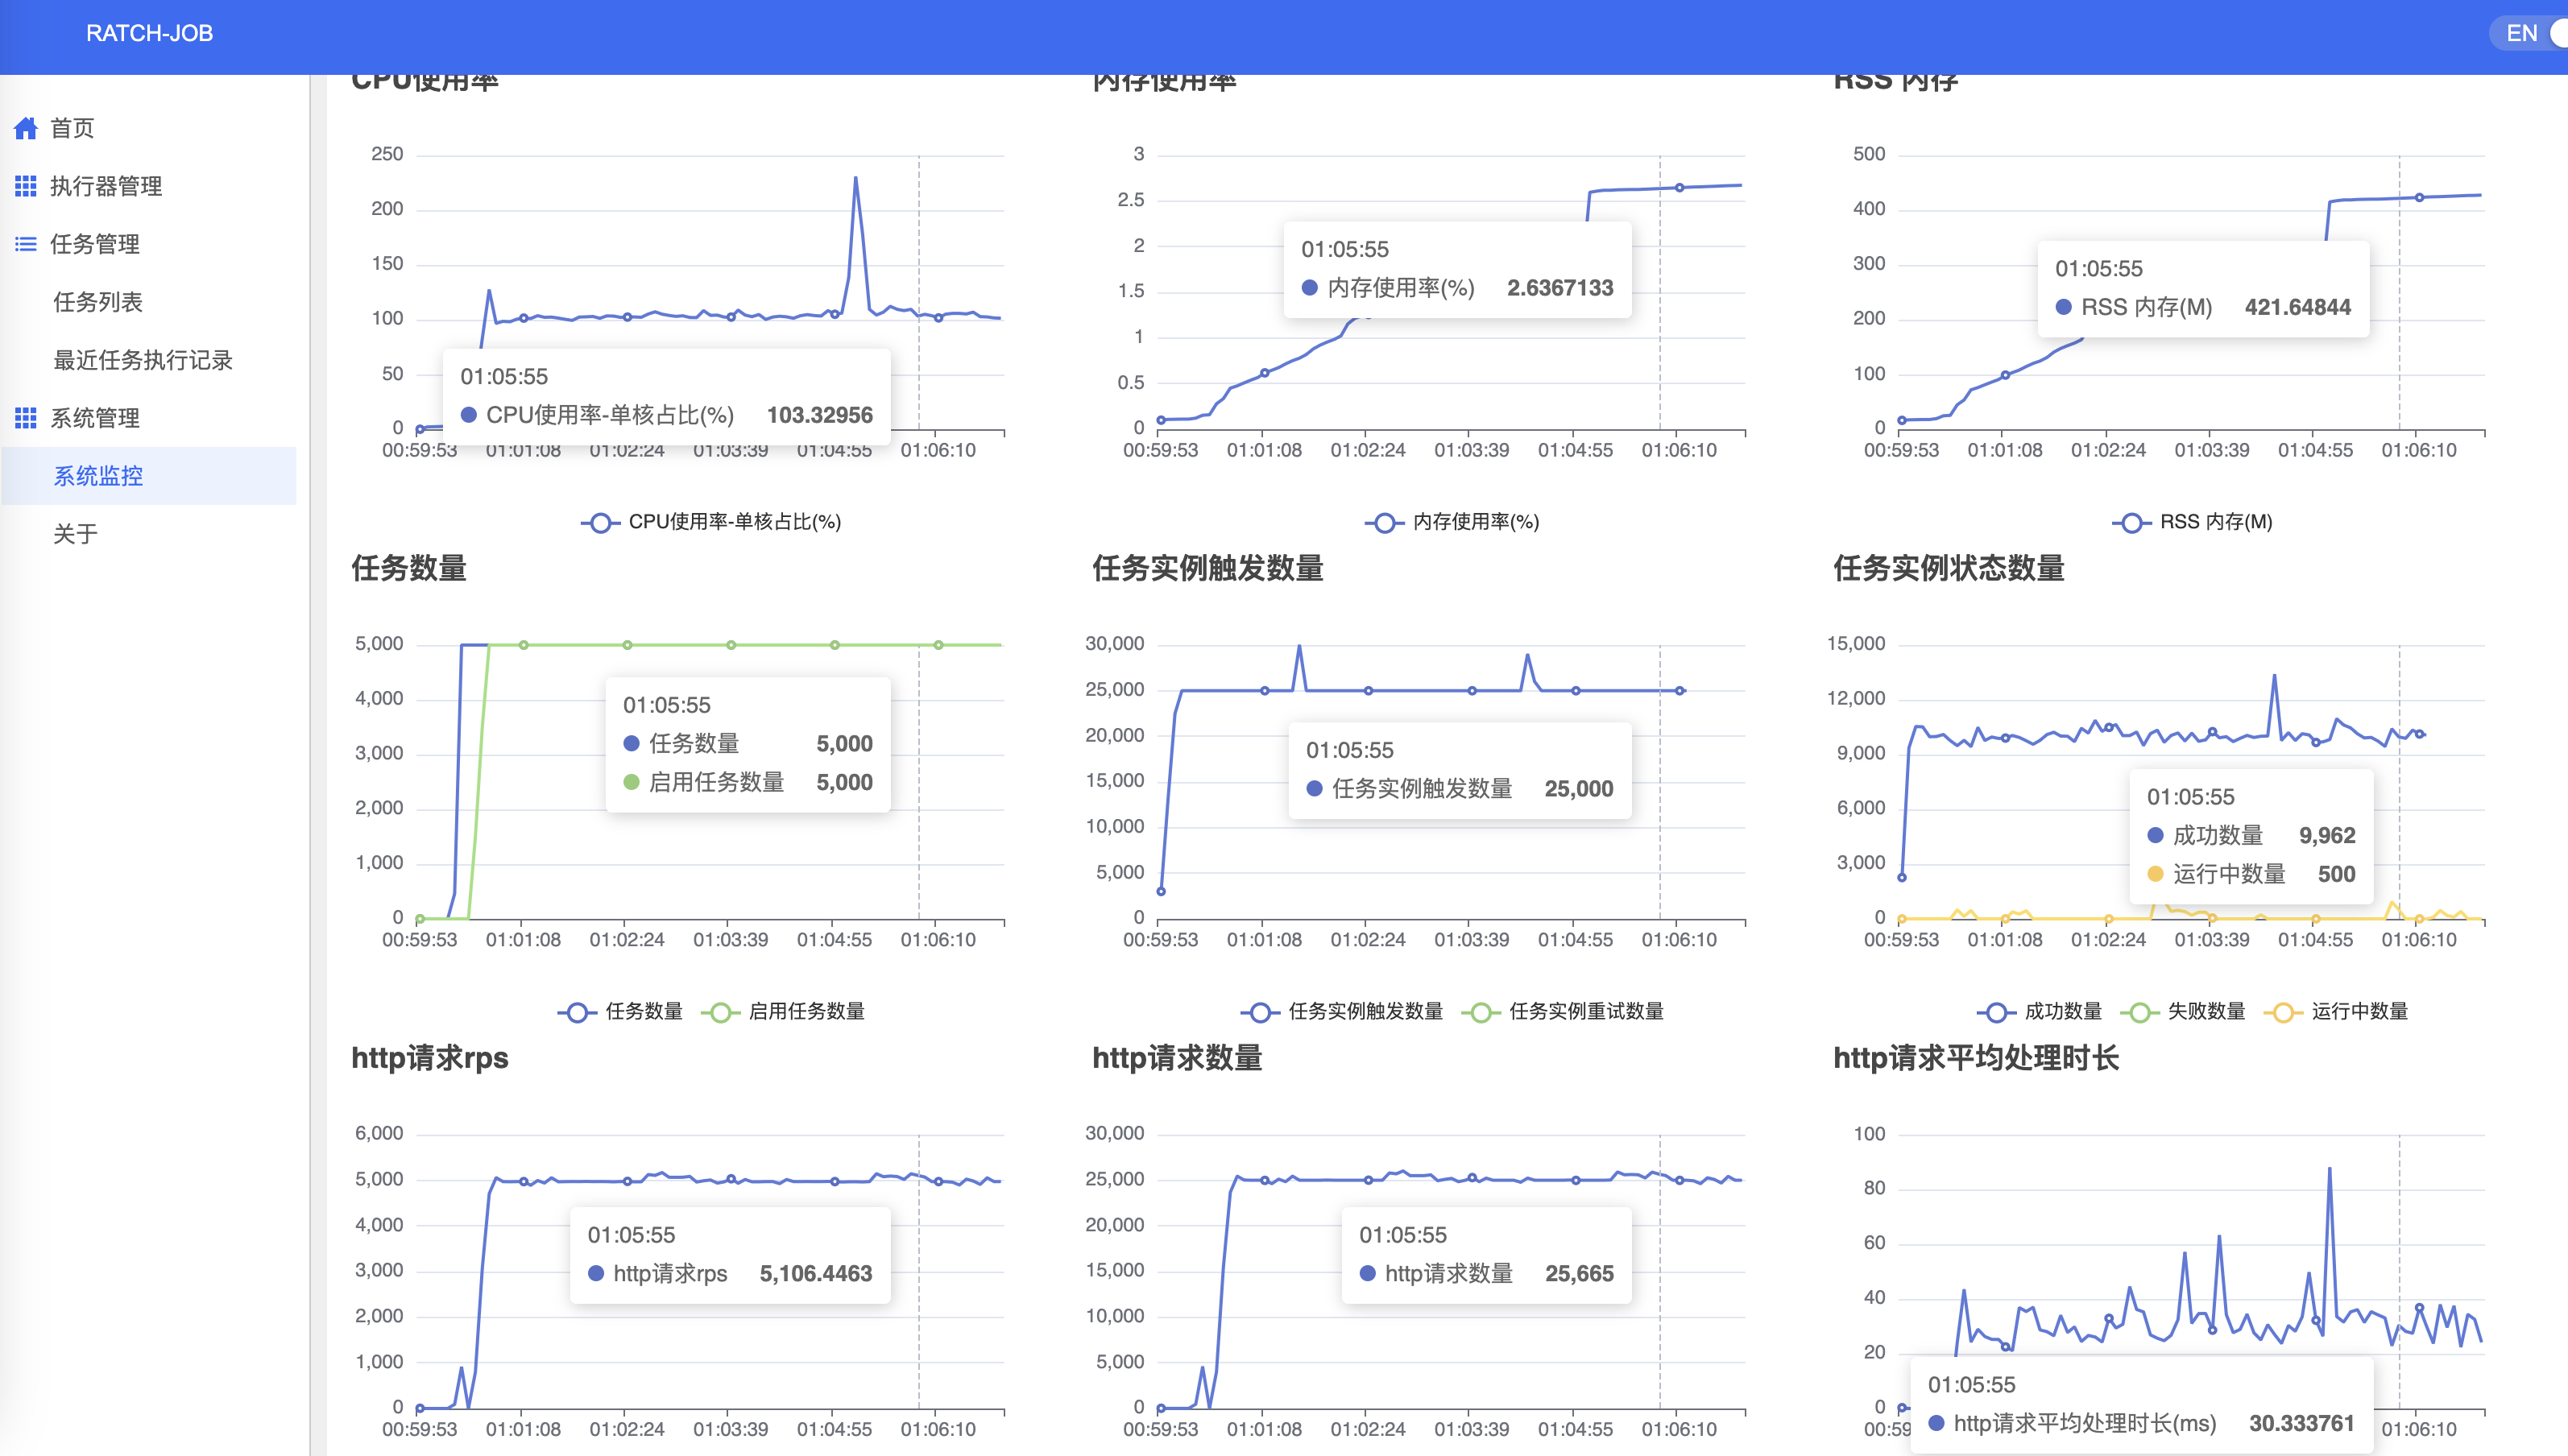 RATCH-JOB
EN
首页
执行器管理
任务管理
任务列表
最近任务执行记录
系统管理
系统监控
关于
CPU使用率
250
200
150
100
50
0
01:05:55
CPU使用率-单核占比(%) 103.32956
00:59:53 01:01:08 01:02:24 01:03:39 01:04:55 01:06:10
CPU使用率-单核占比(%)
内存使用率
3
2.5
2
1.5
1
0.5
0
01:05:55
内存使用率(%) 2.6367133
00:59:53 01:01:08 01:02:24 01:03:39 01:04:55 01:06:10
内存使用率(%)
RSS 内存
500
400
300
200
100
0
01:05:55
RSS 内存(M) 421.64844
00:59:53 01:01:08 01:02:24 01:03:39 01:04:55 01:06:10
RSS 内存(M)
任务数量
5,000
4,000
3,000
2,000
1,000
0
01:05:55
任务数量 5,000
启用任务数量 5,000
00:59:53 01:01:08 01:02:24 01:03:39 01:04:55 01:06:10
任务数量 启用任务数量
任务实例触发数量
30,000
25,000
20,000
15,000
10,000
5,000
0
01:05:55
任务实例触发数量 25,000
00:59:53 01:01:08 01:02:24 01:03:39 01:04:55 01:06:10
任务实例触发数量 任务实例重试数量
任务实例状态数量
15,000
12,000
9,000
6,000
3,000
0
01:05:55
成功数量 9,962
运行中数量 500
00:59:53 01:01:08 01:02:24 01:03:39 01:04:55 01:06:10
成功数量 失败数量 运行中数量
http请求rps
6,000
5,000
4,000
3,000
2,000
1,000
0
01:05:55
http请求rps 5,106.4463
00:59:53 01:01:08 01:02:24 01:03:39 01:04:55 01:06:10
http请求数量
30,000
25,000
20,000
15,000
10,000
5,000
0
01:05:55
http请求数量 25,665
00:59:53 01:01:08 01:02:24 01:03:39 01:04:55 01:06:10
http请求平均处理时长
100
80
60
40
20
0
01:05:55
http请求平均处理时长(ms) 30.333761
00:59 01:06:10